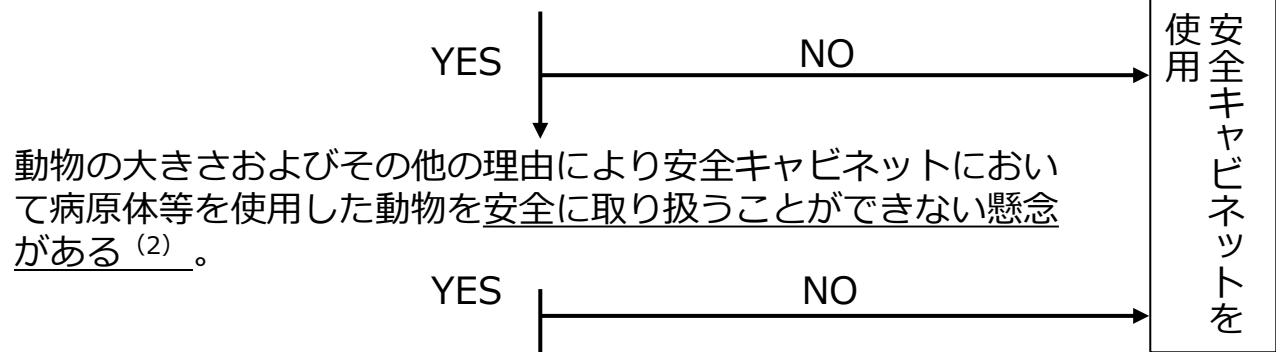 YES
NO
動物の大きさおよびその他の理由により安全キャビネットにおい
て病原体等を使用した動物を安全に取り扱うことができない懸念
がある（2）。
YES
NO
安全キャビネットを
使用